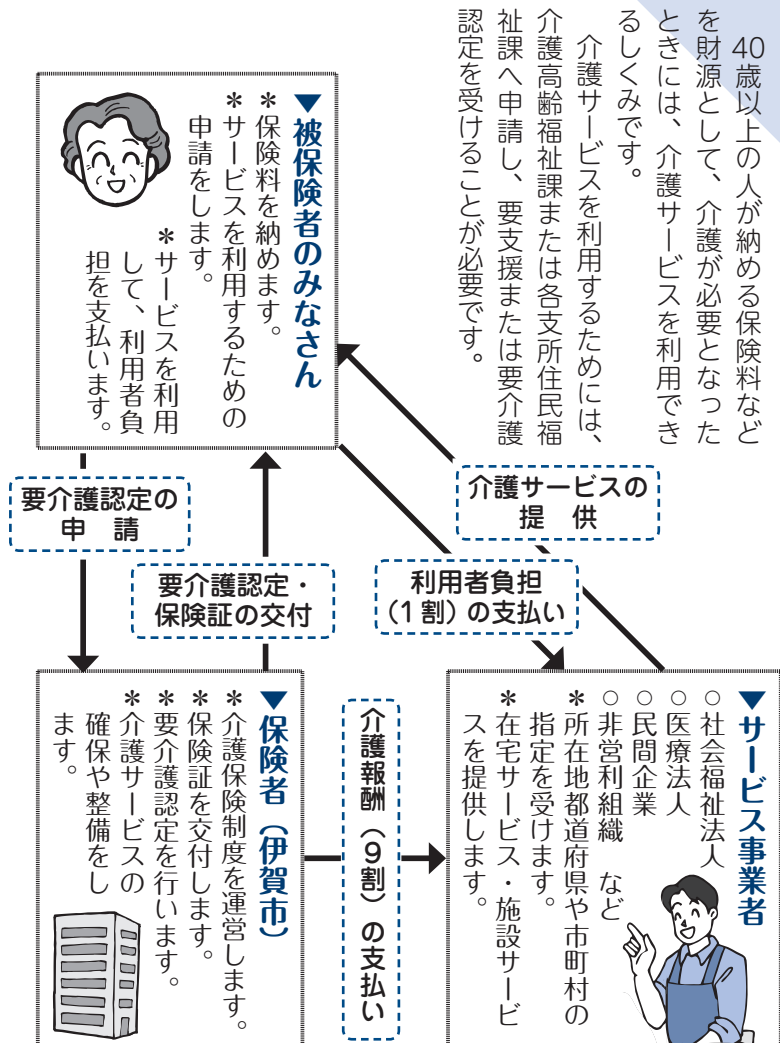 40歳以上の人が納める保険料など
を財源として、介護が必要となった
ときには、介護サービスを利用でき
るしくみです。
介護サービスを利用するためには、
介護高齢福祉課または各支所住民福
祉課へ申請し、要支援または要介護
認定を受けることが必要です。
▼被保険者のみなさん
＊保険料を納めます。
＊サービスを利用するための
申請をします。
＊サービスを利用
して、利用者負
担を支払います。
介護サービスの
提　供
要介護認定の
申　請
要介護認定・
保険証の交付
利用者負担
（1割）の支払い
▼サービス事業者
○社会福祉法人
○医療法人
○民間企業
○非営利組織　など
＊所在地都道府県や市町村の
指定を受けます。
＊在宅サービス・施設サービ
スを提供します。
介護報酬（9割）の支払い
▼保険者（伊賀市）
＊介護保険制度を運営します。
＊保険証を交付します。
＊要介護認定を行います。
＊介護サービスの
確保や整備をし
ます。